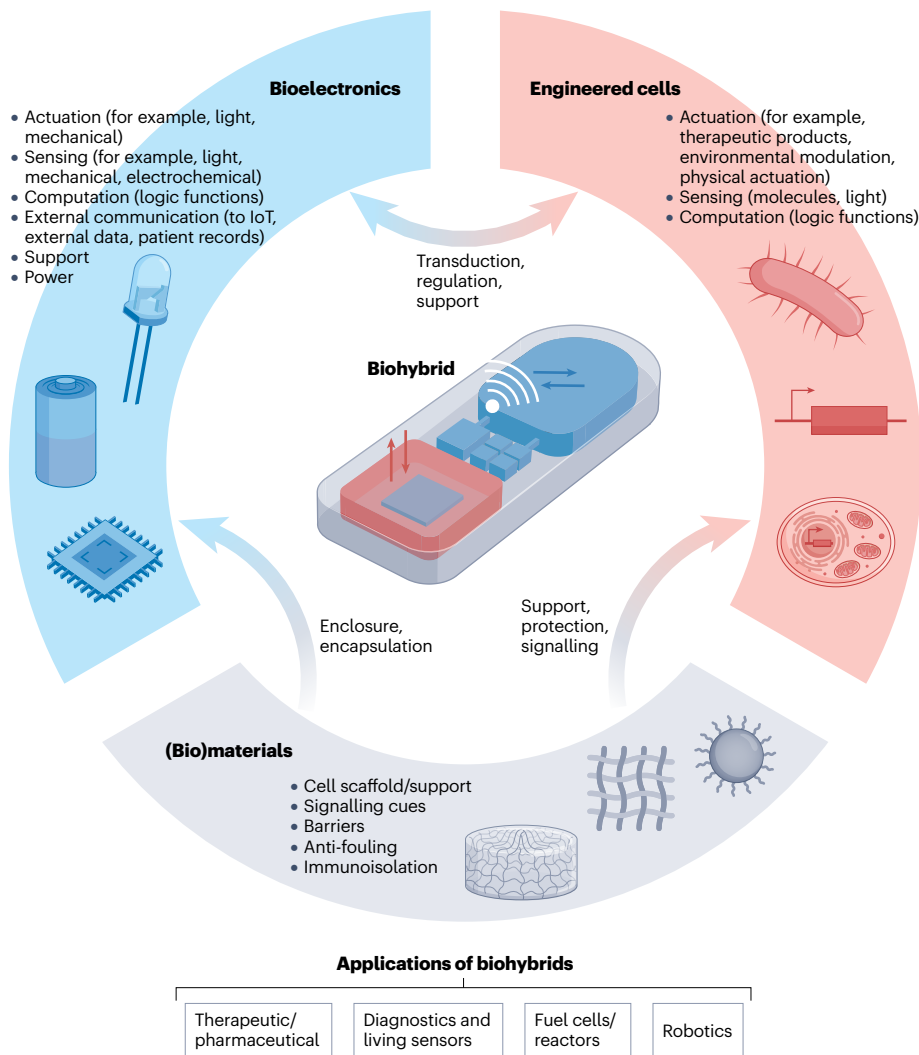 Bioelectronics
• Actuation (for example, light,
mechanical)
• Sensing (for example, light,
mechanical, electrochemical)
• Computation (logic functions)
• External communication (to IoT,
external data, patient records)
• Support
• Power
Engineered cells
• Actuation (for example,
therapeutic products,
environmental modulation,
physical actuation)
• Sensing (molecules, light)
• Computation (logic functions)
Transduction,
regulation,
support
Biohybrid
Enclosure,
encapsulation
Support,
protection,
signalling
(Bio)materials
• Cell scaffold/support
• Signalling cues
• Barriers
• Anti-fouling
• Immunoisolation
Applications of biohybrids
Therapeutic/
pharmaceutical
Diagnostics and
living sensors
Fuel cells/
reactors
Robotics